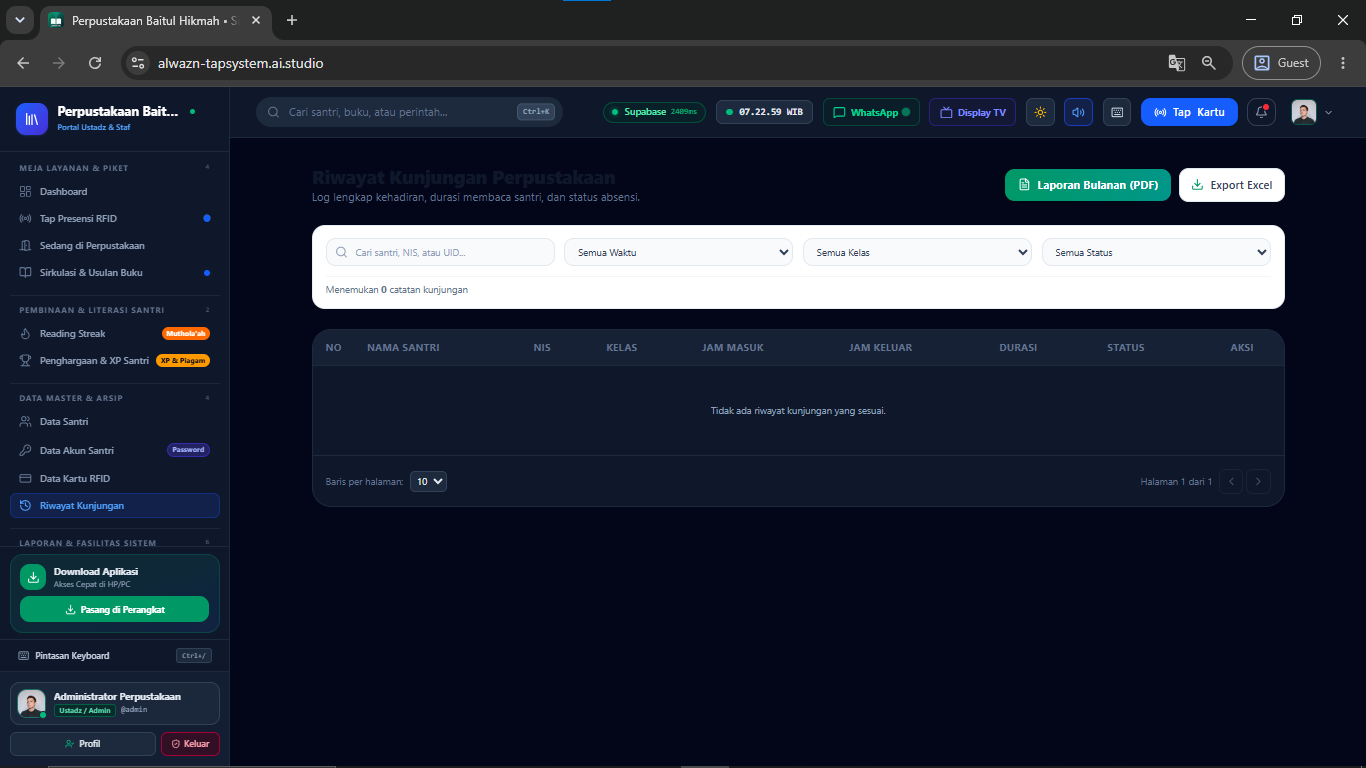 Perpustakaan Baitul Hikmah •
alwazn-tapsystem.ai.studio
Guest
Perpustakaan Bait...
Portal Ustadz & Staf
Cari santri, buku, atau perintah...
Ctrl+K
Supabase 2409ms
07.22.59 WIB
WhatsApp
Display TV
Tap Kartu
MEJA LAYANAN & PIKET 4
Dashboard
Tap Presensi RFID
Sedang di Perpustakaan
Sirkulasi & Usulan Buku
PEMBINAAN & LITERASI SANTRI 2
Reading Streak Muthola'ah
Penghargaan & XP Santri XP & Piagam
DATA MASTER & ARSIP 4
Data Santri
Data Akun Santri Password
Data Kartu RFID
Riwayat Kunjungan
LAPORAN & FASILITAS SISTEM 6
Download Aplikasi
Akses Cepat di HP/PC
Pasang di Perangkat
Pintasan Keyboard Ctrl+/
Administrator Perpustakaan
Ustadz / Admin @admin
Profil
Keluar
Riwayat Kunjungan Perpustakaan
Log lengkap kehadiran, durasi membaca santri, dan status absensi.
Laporan Bulanan (PDF)
Export Excel
Cari santri, NIS, atau UID...
Semua Waktu
Semua Kelas
Semua Status
Menemukan 0 catatan kunjungan
NO NAMA SANTRI NIS KELAS JAM MASUK JAM KELUAR DURASI STATUS AKSI
Tidak ada riwayat kunjungan yang sesuai.
Baris per halaman: 10
Halaman 1 dari 1